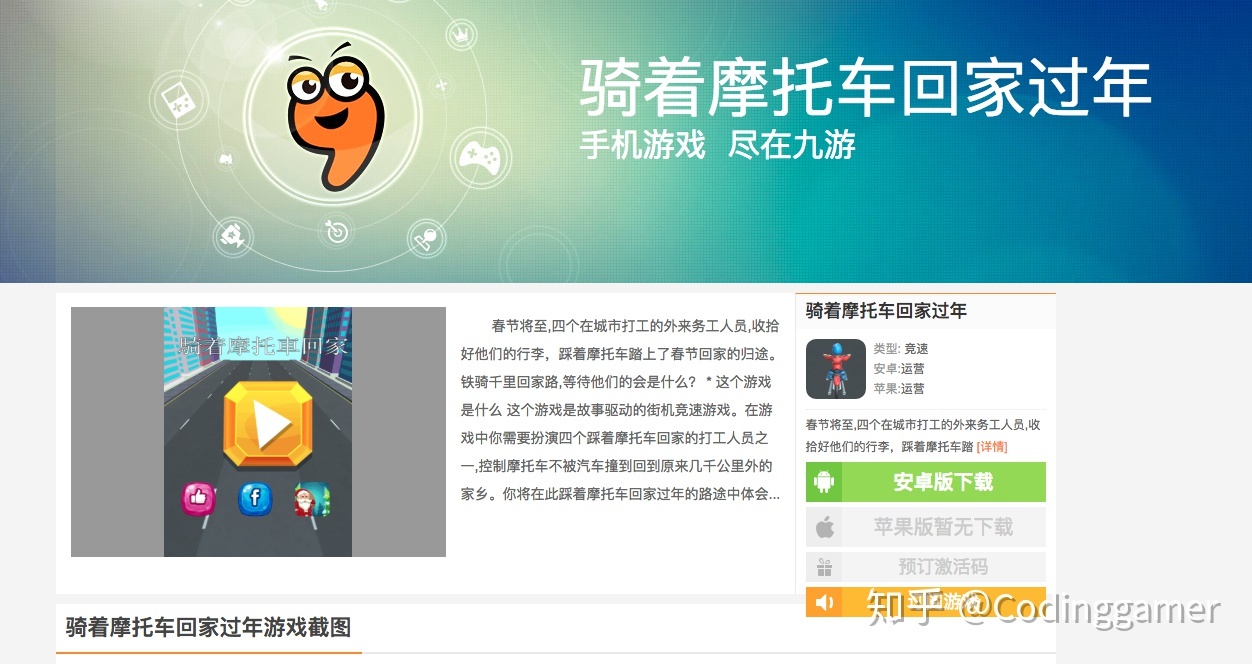 骑着摩托车回家过年
手机游戏 尽在九游
騎着摩托車回家
春节将至,四个在城市打工的外来务工人员,收拾
好他们的行李，踩着摩托车踏上了春节回家的归途。
铁骑千里回家路,等待他们的会是什么？ * 这个游戏
是什么 这个游戏是故事驱动的街机竞速游戏。在游
戏中你需要扮演四个踩着摩托车回家的打工人员之
一,控制摩托车不被汽车撞到回到原来几千公里外的
家乡。你将在此踩着摩托车回家过年的路途中体会...
骑着摩托车回家过年
类型: 竞速
安卓:运营
苹果:运营
春节将至,四个在城市打工的外来务工人员,收
拾好他们的行李，踩着摩托车踏 [详情]
安卓版下载
苹果版暂无下载
预订激活码
知乎 @Codinggamer
骑着摩托车回家过年游戏截图